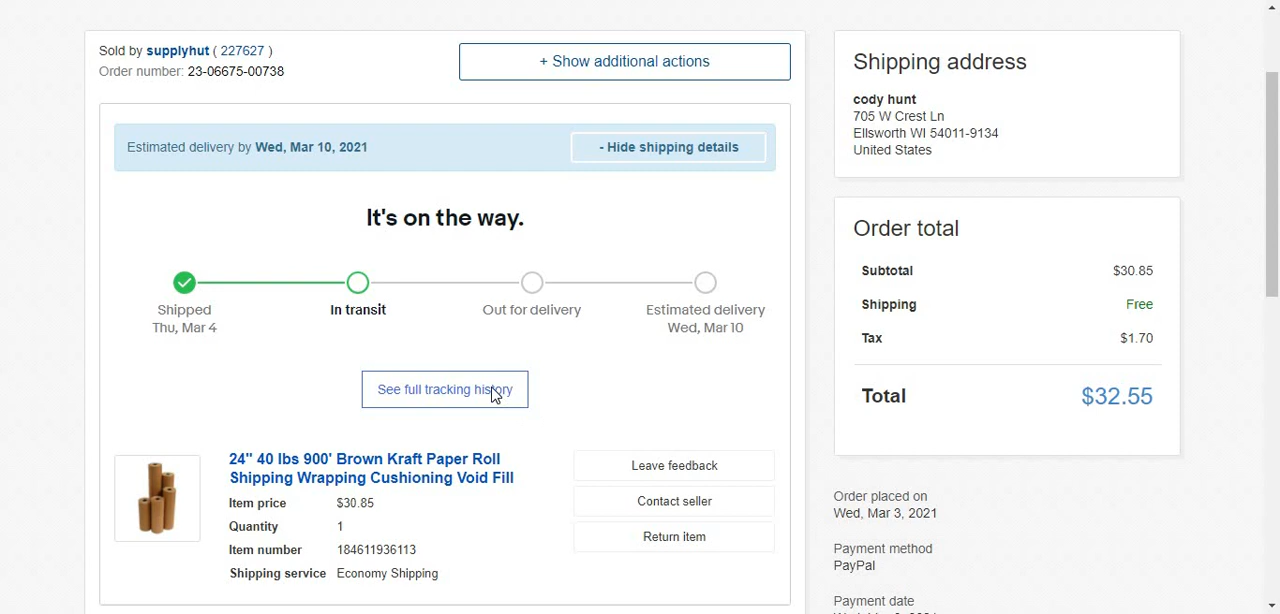 Sold by supplyhut ( 227627 )
Order number: 23-06675-00738
+ Show additional actions
Estimated delivery by Wed, Mar 10, 2021
- Hide shipping details
It's on the way.
Shipped
Thu, Mar 4
In transit
Out for delivery
Estimated delivery
Wed, Mar 10
See full tracking history
24" 40 lbs 900' Brown Kraft Paper Roll
Shipping Wrapping Cushioning Void Fill
Item price $30.85
Quantity 1
Item number 184611936113
Shipping service Economy Shipping
Leave feedback
Contact seller
Return item
Shipping address
cody hunt
705 W Crest Ln
Ellsworth WI 54011-9134
United States
Order total
Subtotal $30.85
Shipping Free
Tax $1.70
Total $32.55
Order placed on
Wed, Mar 3, 2021
Payment method
PayPal
Payment date